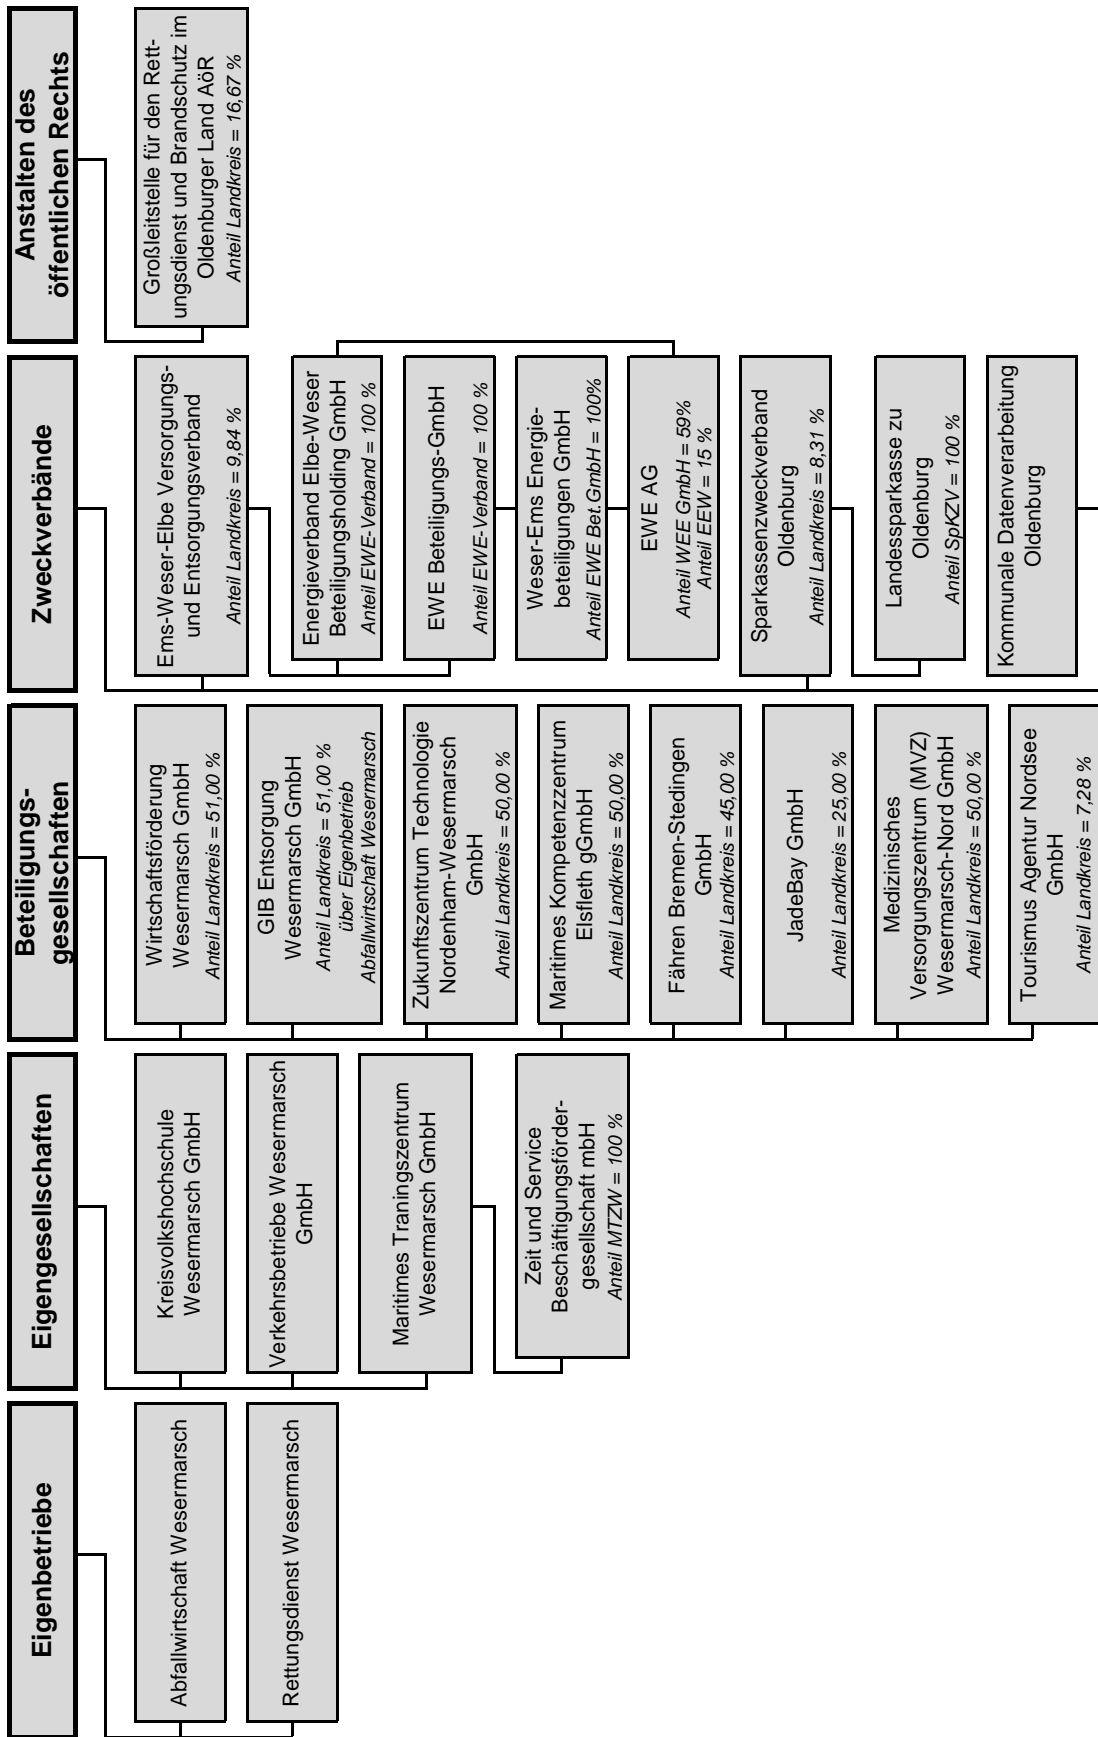 Eigenbetriebe
Abfallwirtschaft Wesermarsch
Rettungsdienst Wesermarsch
Eigengesellschaften
Kreisvolkshochschule
Wesermarsch GmbH
Verkehrsbetriebe Wesermarsch
GmbH
Maritimes Traningszentrum
Wesermarsch GmbH
Zeit und Service
Beschäftigungsförder-
gesellschaft mbH
Anteil MTZW = 100 %
Beteiligungs-
gesellschaften
Wirtschaftsförderung
Wesermarsch GmbH
Anteil Landkreis = 51,00 %
GIB Entsorgung
Wesermarsch GmbH
Anteil Landkreis = 51,00 %
über Eigenbetrieb
Abfallwirtschaft Wesermarsch
Zukunftszentrum Technologie
Nordenham-Wesermarsch
GmbH
Anteil Landkreis = 50,00 %
Maritimes Kompetenzzentrum
Elsfleth gGmbH
Anteil Landkreis = 50,00 %
Fähren Bremen-Stedingen
GmbH
Anteil Landkreis = 45,00 %
JadeBay GmbH
Anteil Landkreis = 25,00 %
Medizinisches
Versorgungszentrum (MVZ)
Wesermarsch-Nord GmbH
Anteil Landkreis = 50,00 %
Tourismus Agentur Nordsee
GmbH
Anteil Landkreis = 7,28 %
Zweckverbände
Ems-Weser-Elbe Versorgungs-
und Entsorgungsverband
Anteil Landkreis = 9,84 %
Energieverband Elbe-Weser
Beteiligungsholding GmbH
Anteil EWE-Verband = 100 %
EWE Beteiligungs-GmbH
Anteil EWE-Verband = 100 %
Weser-Ems Energie-
beteiligungen GmbH
Anteil EWE Bet.GmbH = 100%
EWE AG
Anteil WEE GmbH = 59%
Anteil EEW = 15 %
Sparkassenzweckverband
Oldenburg
Anteil Landkreis = 8,31 %
Landessparkasse zu
Oldenburg
Anteil SpKZV = 100 %
Kommunale Datenverarbeitung
Oldenburg
Anstalten des
öffentlichen Rechts
Großleitstelle für den Rett-
ungsdienst und Brandschutz im
Oldenburger Land AöR
Anteil Landkreis = 16,67 %